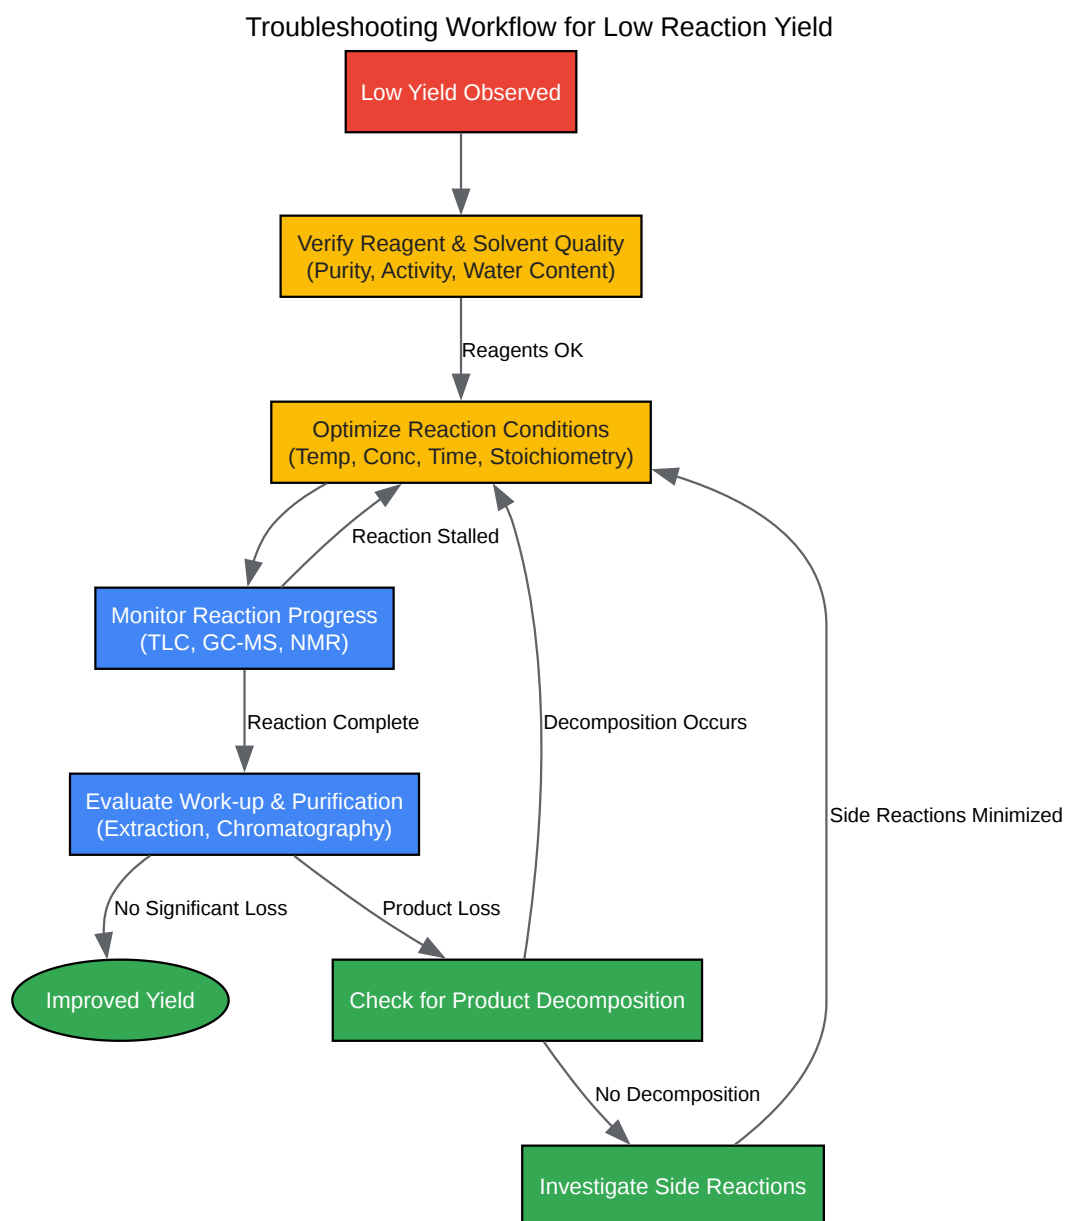 Troubleshooting Workflow for Low Reaction Yield
Low Yield Observed
Verify Reagent & Solvent Quality
(Purity, Activity, Water Content)
Reagents OK
Optimize Reaction Conditions
(Temp, Conc, Time, Stoichiometry)
Reaction Stalled
Monitor Reaction Progress
(TLC, GC-MS, NMR)
Reaction Complete
Decomposition Occurs
Evaluate Work-up & Purification
(Extraction, Chromatography)
Side Reactions Minimized
No Significant Loss
Product Loss
Improved Yield
Check for Product Decomposition
No Decomposition
Investigate Side Reactions